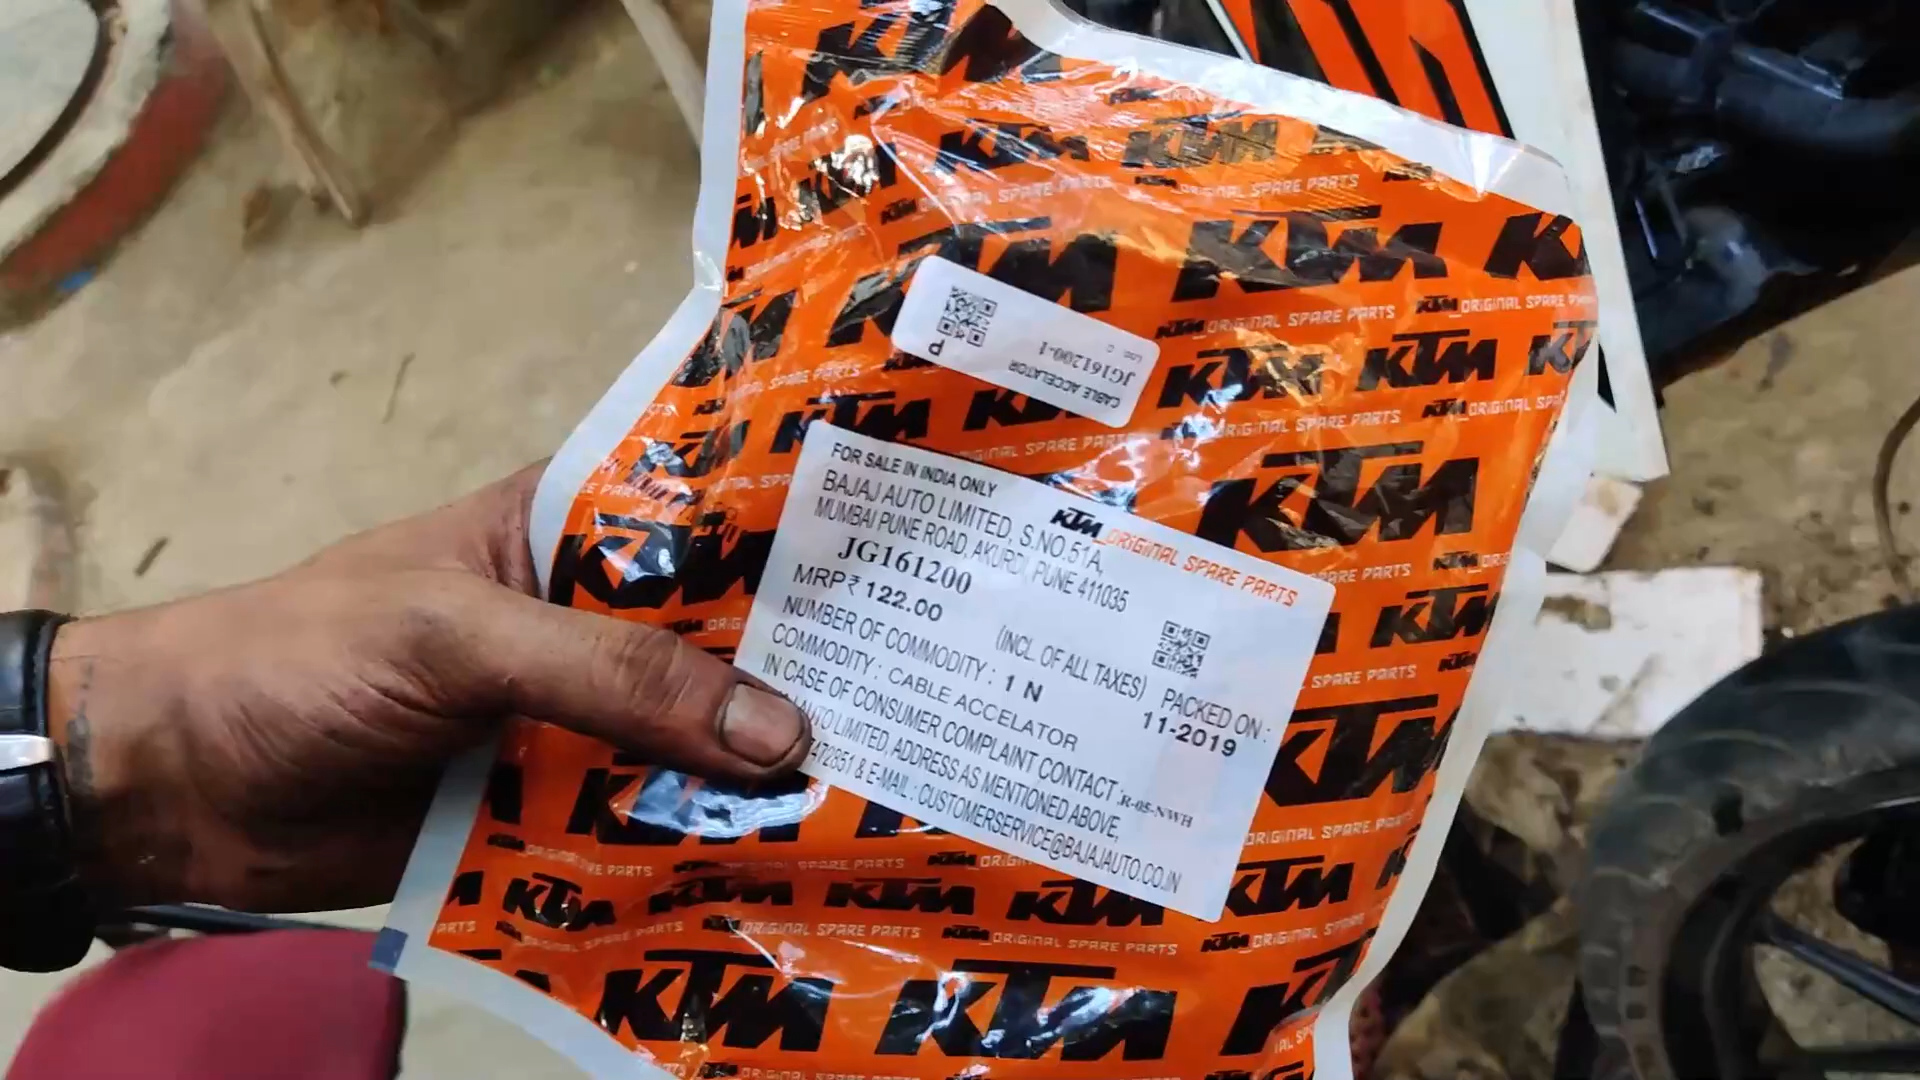 CABLE ACCELATOR
JG161200-1
P
FOR SALE IN INDIA ONLY
BAJAJ AUTO LIMITED, S.NO.51A,
MUMBAI PUNE ROAD, AKURDI, PUNE 411035
KTM ORIGINAL SPARE PARTS
JG161200
MRP ₹ 122.00
(INCL. OF ALL TAXES)
NUMBER OF COMMODITY : 1 N
PACKED ON :
11-2019
COMMODITY : CABLE ACCELATOR
IN CASE OF CONSUMER COMPLAINT CONTACT :
AUTO LIMITED, ADDRESS AS MENTIONED ABOVE,
R-05-NWH
7472851 & E-MAIL : CUSTOMERSERVICE@BAJAJAUTO.CO.IN
KTM
KTM ORIGINAL SPARE PARTS